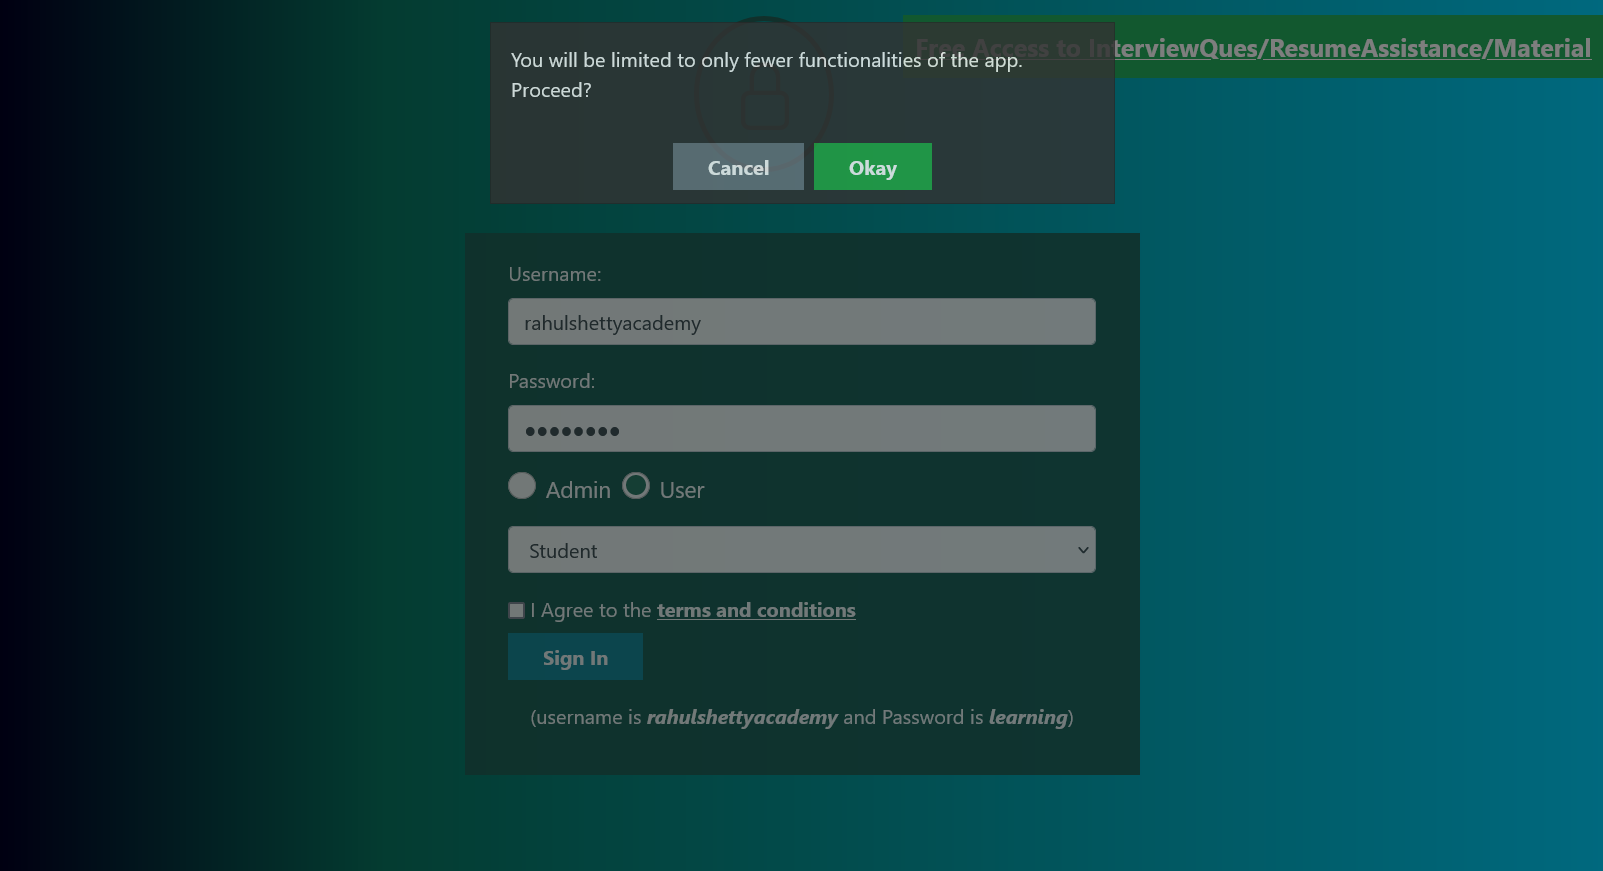 Free Access to InterviewQues/ResumeAssistance/Material
You will be limited to only fewer functionalities of the app.
Proceed?
Cancel Okay
Username:
rahulshettyacademy
Password:
••••••••
Admin User
Student
I Agree to the terms and conditions
Sign In
(username is rahulshettyacademy and Password is learning)